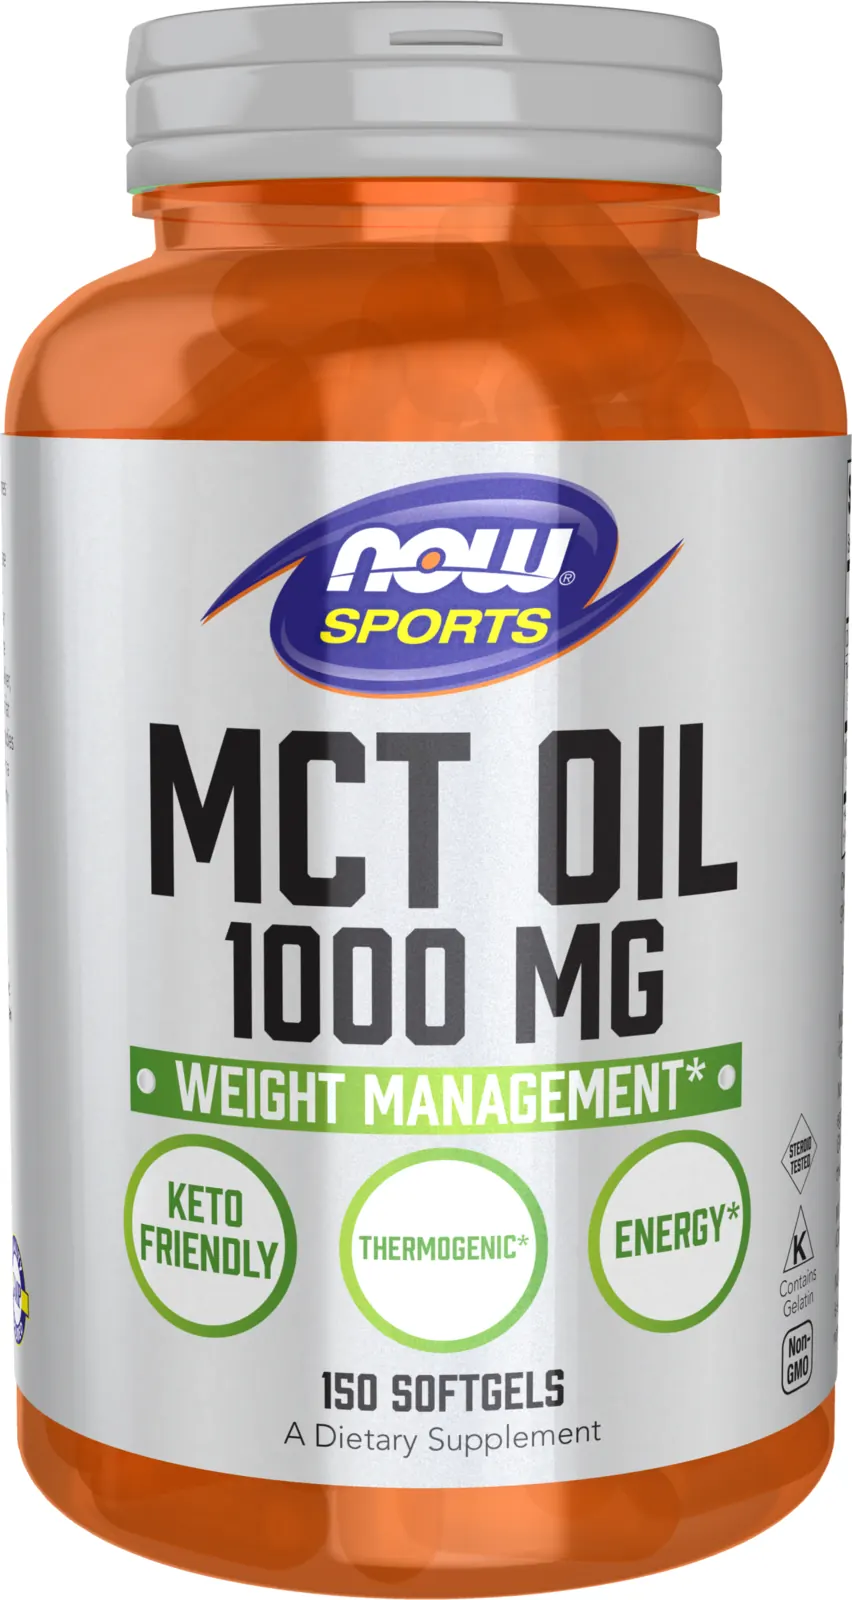 NOW®
SPORTS
MCT OIL
1000 MG
WEIGHT MANAGEMENT*
KETO
FRIENDLY
THERMOGENIC*
ENERGY*
STEROID
TESTED
K
Contains
Gelatin
Non-
GMO
150 SOFTGELS
A Dietary Supplement